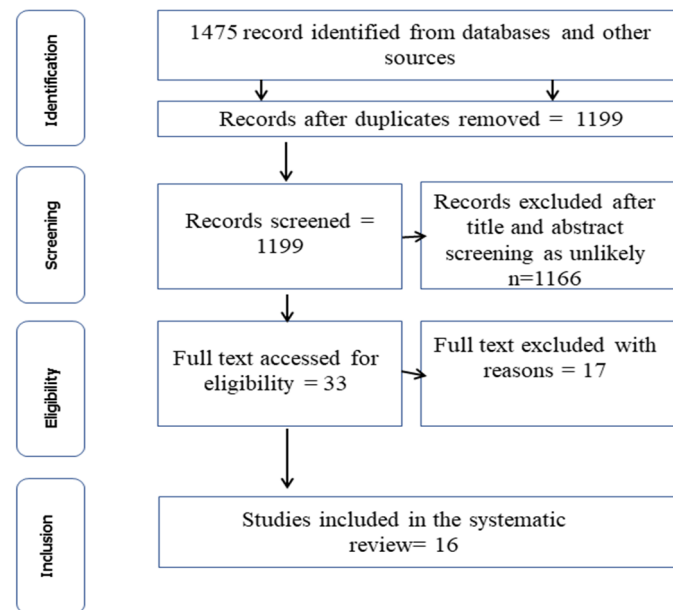 Identification
1475 record identified from databases and other
sources
Records after duplicates removed = 1199
Screening
Records screened =
1199
Records excluded after
title and abstract
screening as unlikely
n=1166
Eligibility
Full text accessed for
eligibility = 33
Full text excluded with
reasons = 17
Inclusion
Studies included in the systematic
review= 16